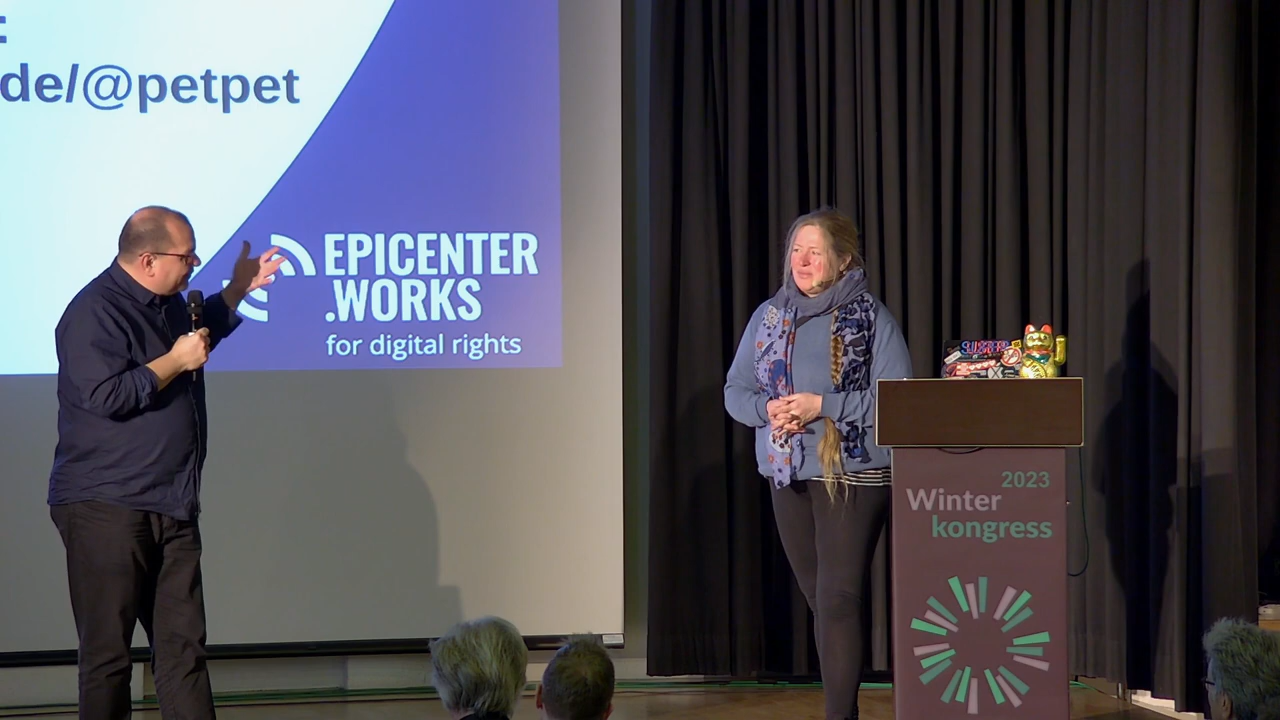 :
de/@petpet
EPICENTER
.WORKS
for digital rights
2023
Winter
kongress